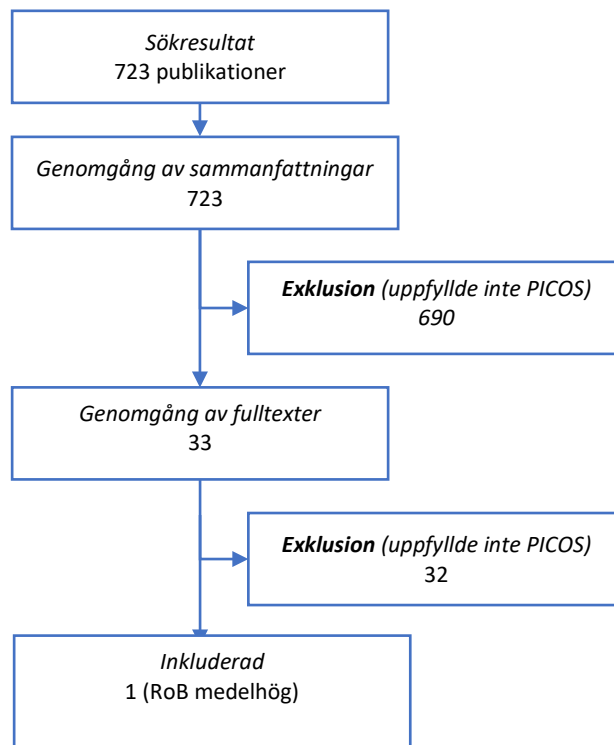 Sökresultat
723 publikationer
Genomgång av sammanfattningar
723
Exklusion (uppfyllde inte PICOS)
690
Genomgång av fulltexter
33
Exklusion (uppfyllde inte PICOS)
32
Inkluderad
1 (RoB medelhög)